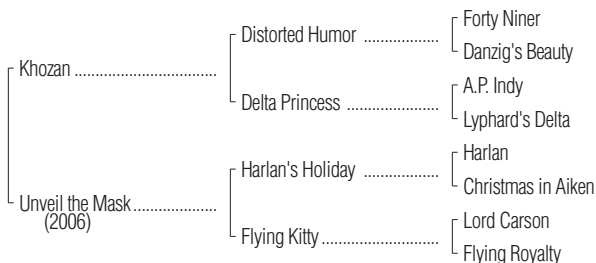 Forty Niner
Distorted Humor ..................
Danzig's Beauty
Khozan .................................
A.P. Indy
Delta Princess ......................
Lyphard's Delta
Harlan
Harlan's Holiday ..................
Christmas in Aiken
Unveil the Mask ...................
(2006)
Lord Carson
Flying Kitty ............................
Flying Royalty